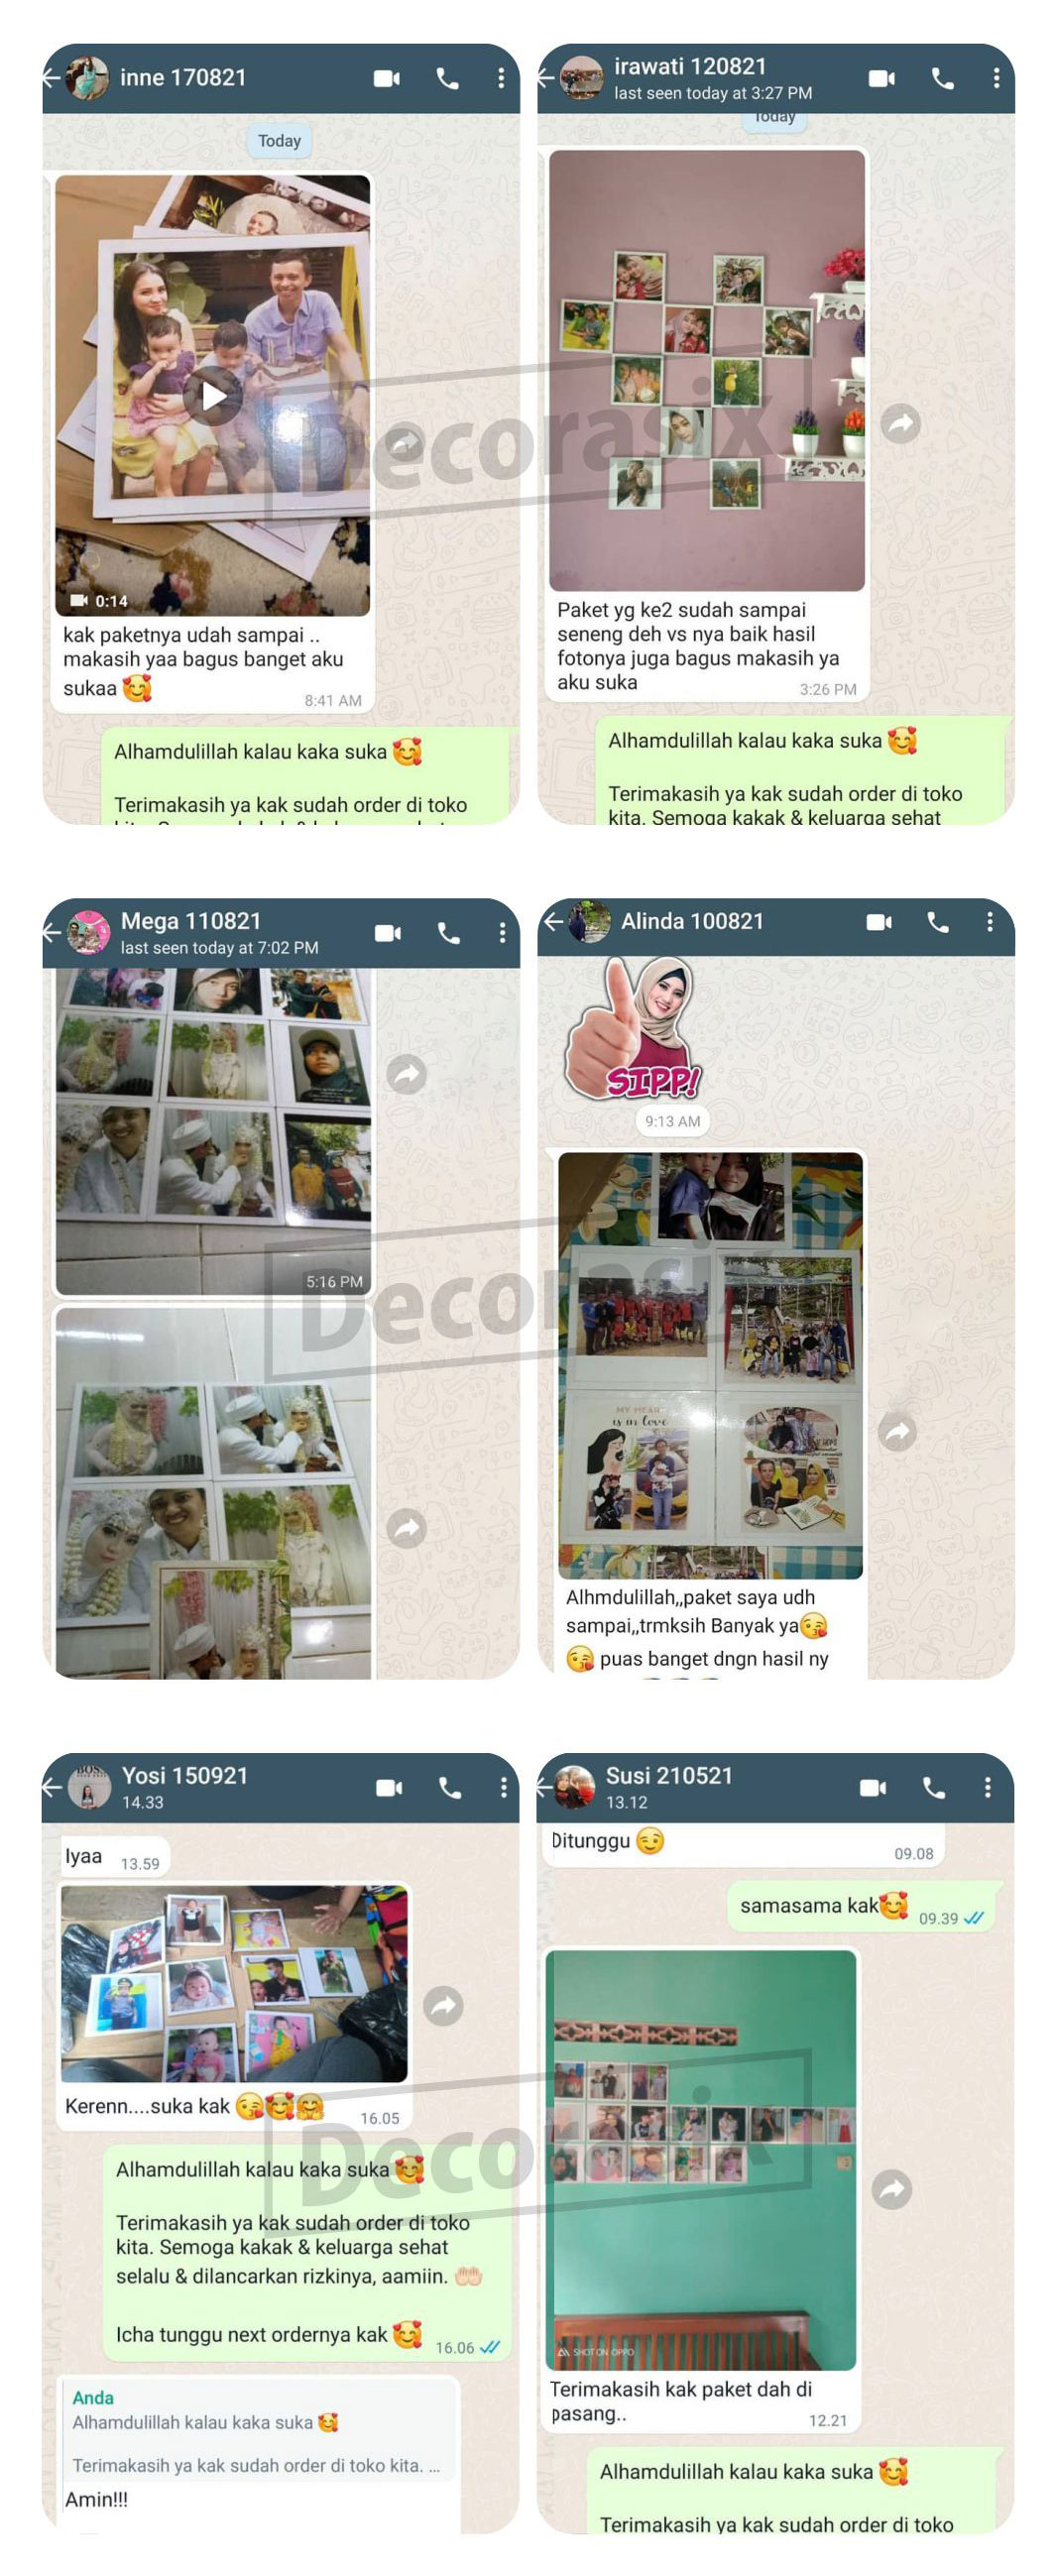 inne 170821
Today
0:14
kak paketnya udah sampai ..
makasih yaa bagus banget aku
sukaa 🥰
8:41 AM
Alhamdulillah kalau kaka suka 🥰
Terimakasih ya kak sudah order di toko
irawati 120821
last seen today at 3:27 PM
Today
Paket yg ke2 sudah sampai
seneng deh vs nya baik hasil
fotonya juga bagus makasih ya
aku suka
3:26 PM
Alhamdulillah kalau kaka suka 🥰
Terimakasih ya kak sudah order di toko
kita. Semoga kakak & keluarga sehat
Decorasix
Mega 110821
last seen today at 7:02 PM
5:16 PM
Alinda 100821
SIPP!
9:13 AM
MY HEART
is in love
Alhmdulillah,,paket saya udh
sampai,,trmksih Banyak ya😘
😘 puas banget dngn hasil ny
Decorasix
Yosi 150921
14.33
Iyaa
13.59
Kerenn....suka kak 😘🥰🤗
16.05
Alhamdulillah kalau kaka suka 🥰
Terimakasih ya kak sudah order di toko
kita. Semoga kakak & keluarga sehat
selalu & dilancarkan rizkinya, aamiin. 🤲🏻
Icha tunggu next ordernya kak 🥰
16.06
Anda
Alhamdulillah kalau kaka suka 🥰
Terimakasih ya kak sudah order di toko kita. ...
Amin!!!
Susi 210521
13.12
Ditunggu 😉
09.08
samasama kak🥰
09.39
SHOT ON OPPO
Terimakasih kak paket dah di
pasang..
12.21
Alhamdulillah kalau kaka suka 🥰
Terimakasih ya kak sudah order di toko
Decorasix